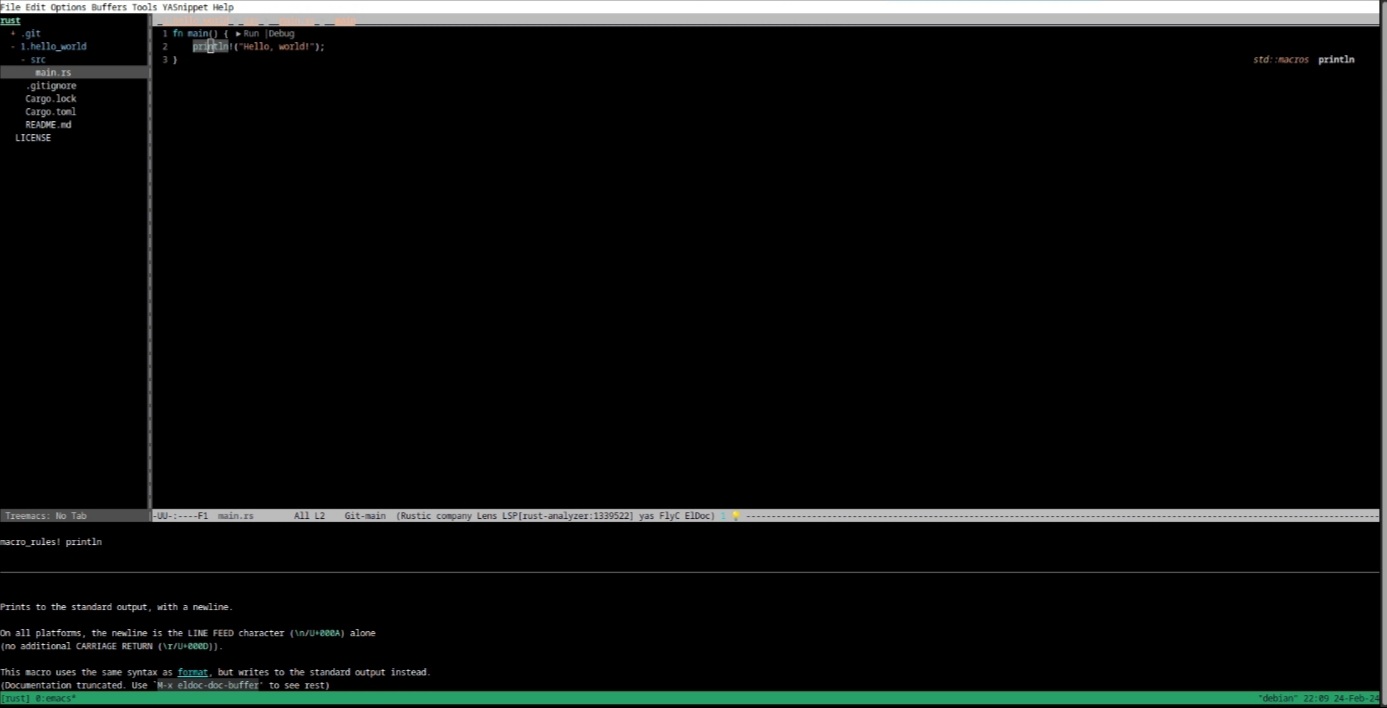 File Edit Options Buffers Tools YASnippet Help
rust
+ .git
- 1.hello_world
- src
main.rs
.gitignore
Cargo.lock
Cargo.toml
README.md
LICENSE
1 fn main() { ▶Run |Debug
2 println!("Hello, world!");
3 }
std::macros println
Treemacs: No Tab
-UU-:----F1 main.rs All L2 Git-main (Rustic company Lens LSP[rust-analyzer:1339522] yas FlyC ElDoc) 1 💡 --------------------
macro_rules! println
Prints to the standard output, with a newline.
On all platforms, the newline is the LINE FEED character (\n/U+000A) alone
(no additional CARRIAGE RETURN (\r/U+000D)).
This macro uses the same syntax as format, but writes to the standard output instead.
(Documentation truncated. Use `M-x eldoc-doc-buffer' to see rest)
[rust] 0:emacs*
"debian" 22:09 24-Feb-24